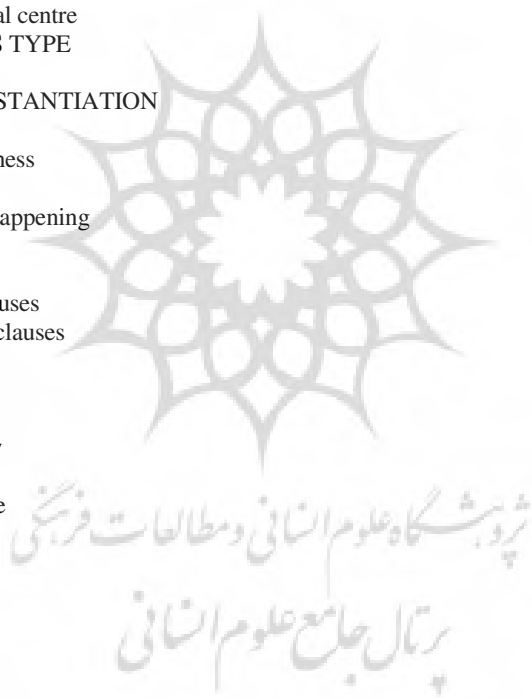 al centre
S TYPE
STANTIATION
ness
appening
uses
clauses
e
پژوهشگاه علوم انسانی و مطالعات فرهنگی
پرتال جامع علوم انسانی